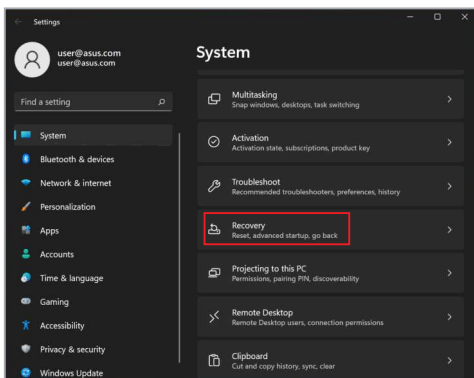 Settings
user@asus.com
user@asus.com
Find a setting
System
Bluetooth & devices
Network & internet
Personalization
Apps
Accounts
Time & language
Gaming
Accessibility
Privacy & security
Windows Update
System
Multitasking
Snap windows, desktops, task switching
Activation
Activation state, subscriptions, product key
Troubleshoot
Recommended troubleshooters, preferences, history
Recovery
Reset, advanced startup, go back
Projecting to this PC
Permissions, pairing PIN, discoverability
Remote Desktop
Remote Desktop users, connection permissions
Clipboard
Cut and copy history, sync, clear